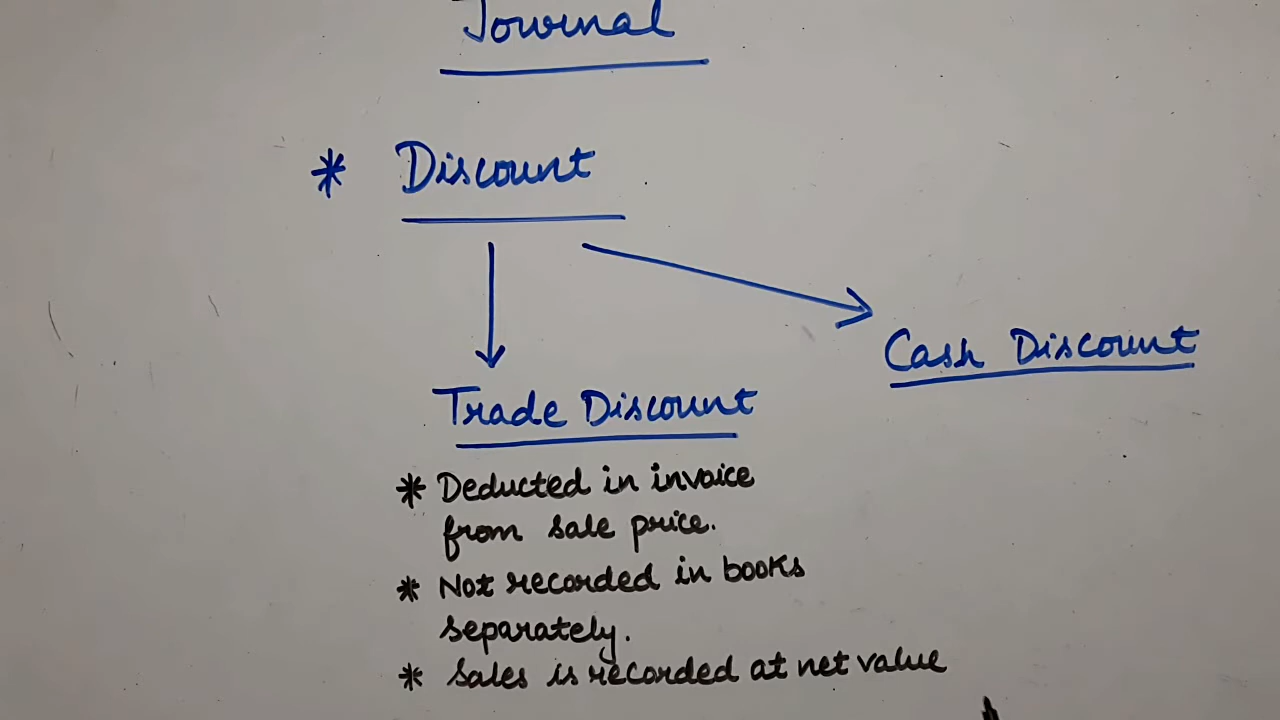 Journal
* Discount
Cash Discount
Trade Discount
* Deducted in invoice
from sale price.
* Not recorded in books
separately.
* Sales is recorded at net value